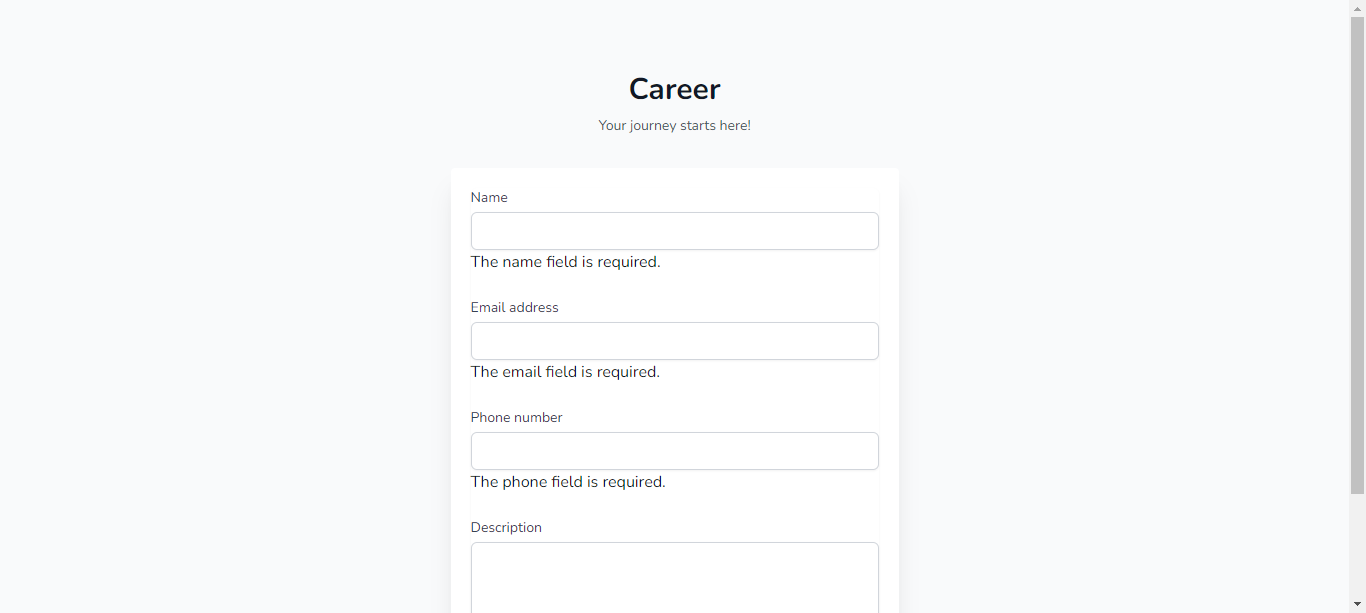 Career
Your journey starts here!
Name
The name field is required.
Email address
The email field is required.
Phone number
The phone field is required.
Description